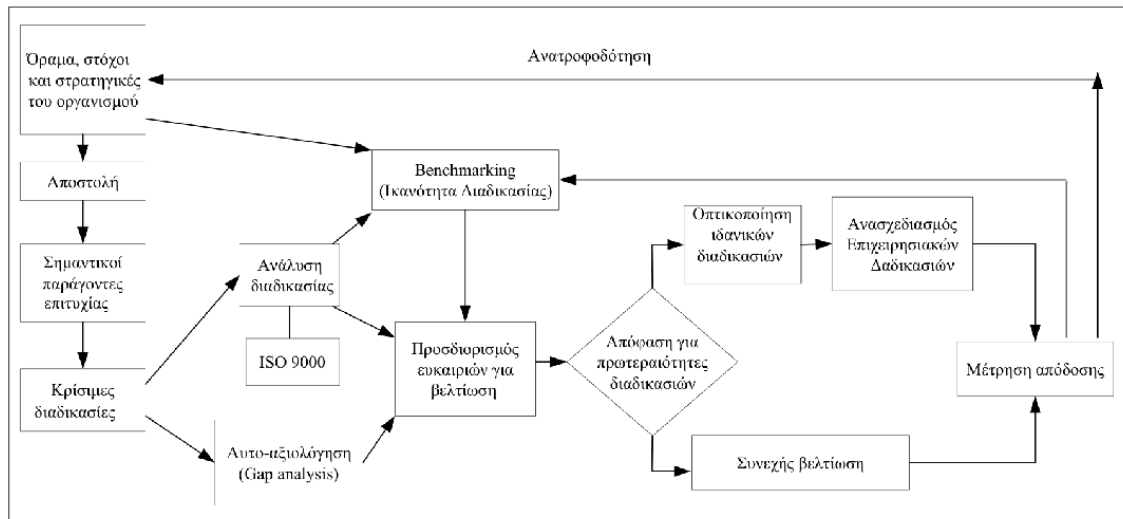 Όραμα, στόχοι
και στρατηγικές
του οργανισμού
Ανατροφοδότηση
Αποστολή
Benchmarking
(Ικανότητα Διαδικασίας)
Σημαντικοί
παράγοντες
επιτυχίας
Ανάλυση
διαδικασίας
ISO 9000
Κρίσιμες
διαδικασίες
Αυτο-αξιολόγηση
(Gap analysis)
Προσδιορισμός
ευκαιριών για
βελτίωση
Απόφαση για
πρωτεραιότητες
διαδικασιών
Οπτικοποίηση
ιδανικών
διαδικασιών
Ανασχεδιασμός
Επιχειρησιακών
Δαδικασιών
Συνεχής βελτίωση
Μέτρηση απόδοσης